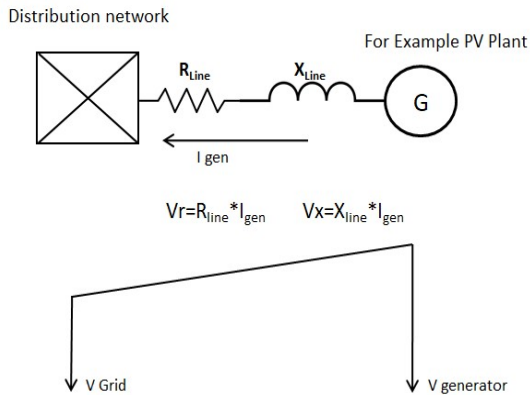 Distribution network
For Example PV Plant
RLine
XLine
G
I gen
Vr=Rline*Igen
Vx=Xline*Igen
V Grid
V generator